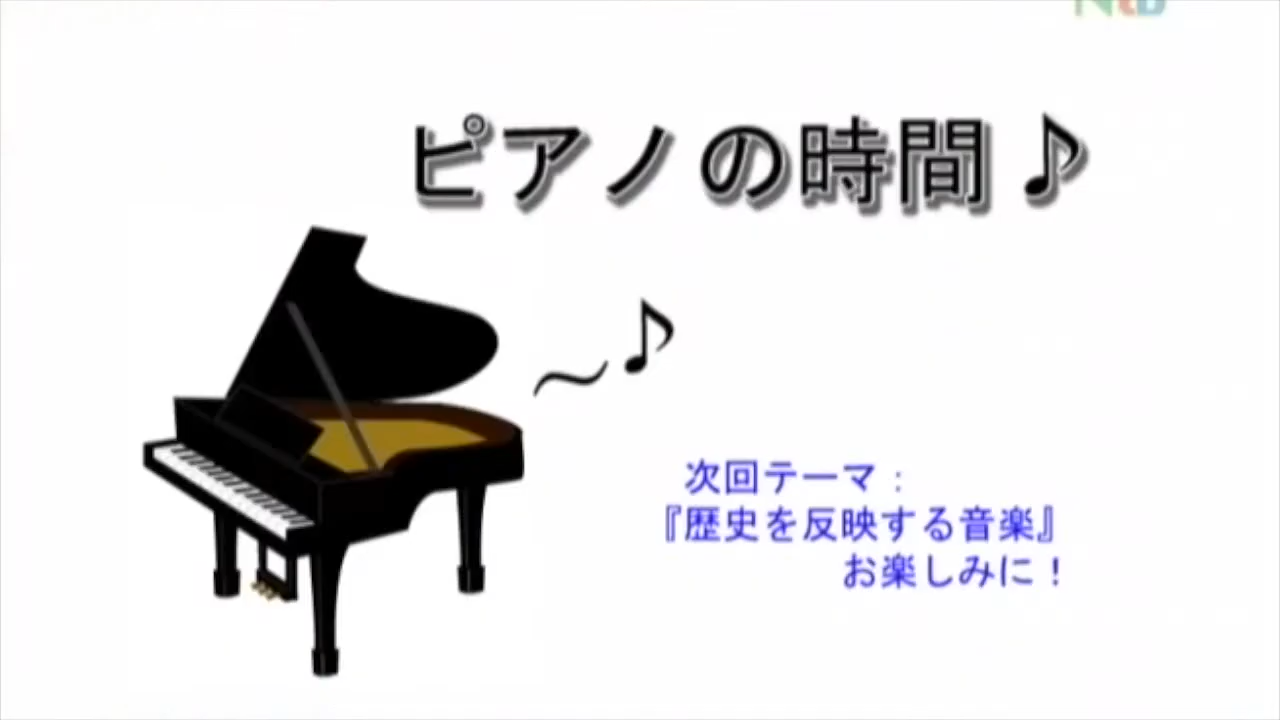 ピアノの時間♪
次回テーマ：
『歴史を反映する音楽』
お楽しみに！